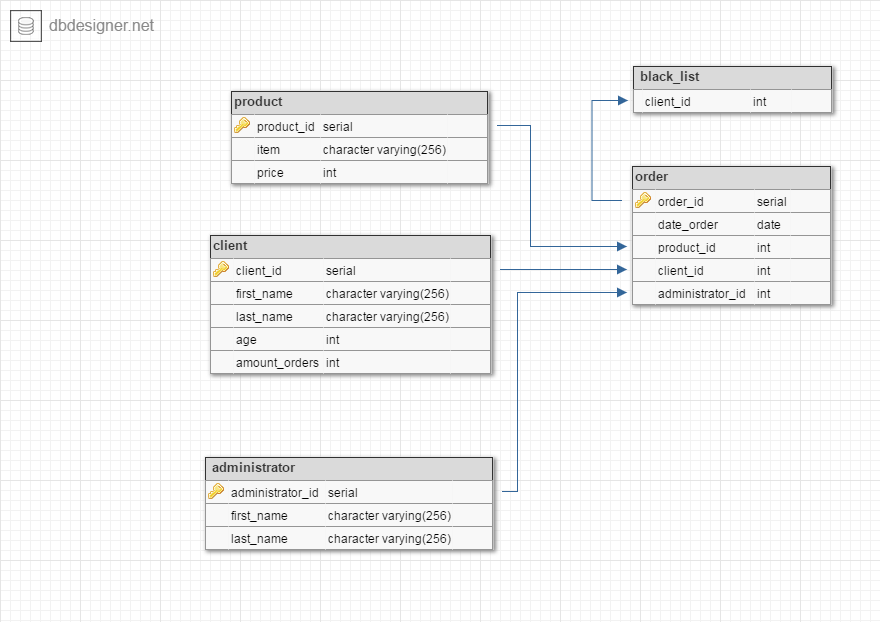 dbdesigner.net
product
product_id serial
item character varying(256)
price int
client
client_id serial
first_name character varying(256)
last_name character varying(256)
age int
amount_orders int
administrator
administrator_id serial
first_name character varying(256)
last_name character varying(256)
black_list
client_id int
order
order_id serial
date_order date
product_id int
client_id int
administrator_id int